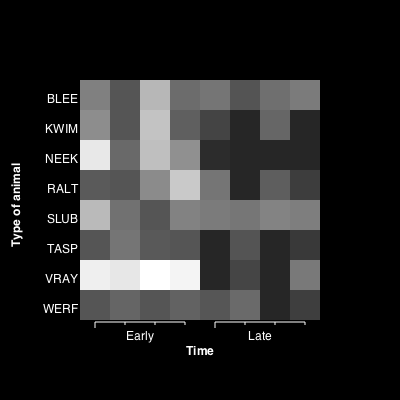 BLEE
KWIM
NEEK
RALT
SLUB
TASP
VRAY
WERF
Type of animal
Early Late
Time